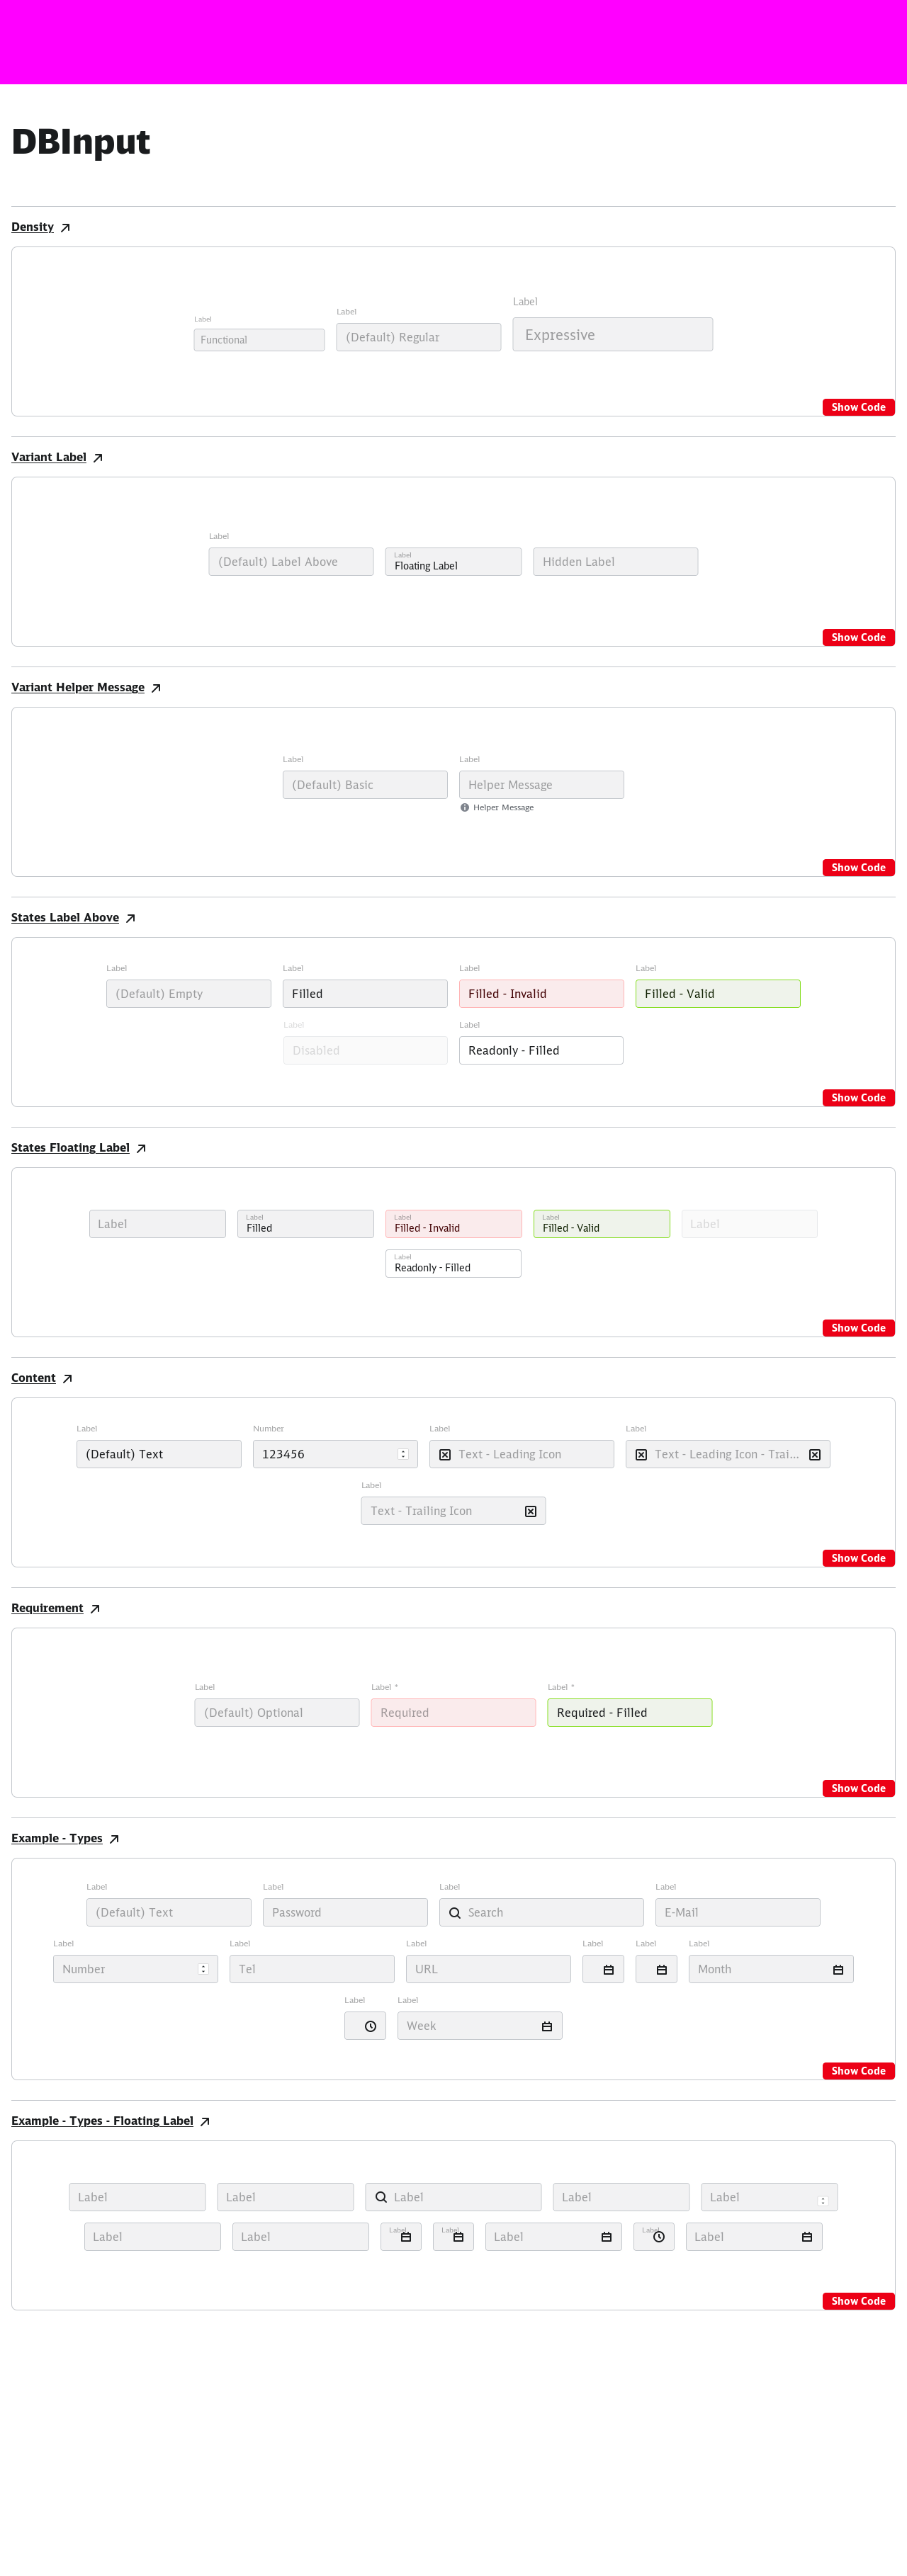 DBInput
Density
Label
Label
Label
Functional
(Default) Regular
Expressive
Show Code
Variant Label
Label
(Default) Label Above
Label
Floating Label
Hidden Label
Show Code
Variant Helper Message
Label
Label
(Default) Basic
Helper Message
Helper Message
Show Code
States Label Above
Label
Label
Label
Label
(Default) Empty
Filled
Filled - Invalid
Filled - Valid
Label
Label
Disabled
Readonly - Filled
Show Code
States Floating Label
Label
Label
Filled
Label
Filled - Invalid
Label
Filled - Valid
Label
Label
Readonly - Filled
Show Code
Content
Label
Number
Label
Label
(Default) Text
123456
Text - Leading Icon
Text - Leading Icon - Trai...
Label
Text - Trailing Icon
Show Code
Requirement
Label
Label *
Label *
(Default) Optional
Required
Required - Filled
Show Code
Example - Types
Label
Label
Label
Label
(Default) Text
Password
Search
E-Mail
Label
Label
Label
Label
Label
Label
Number
Tel
URL
Month
Label
Label
Week
Show Code
Example - Types - Floating Label
Label
Label
Label
Label
Label
Label
Label
Label
Label
Label
Label
Label
Show Code